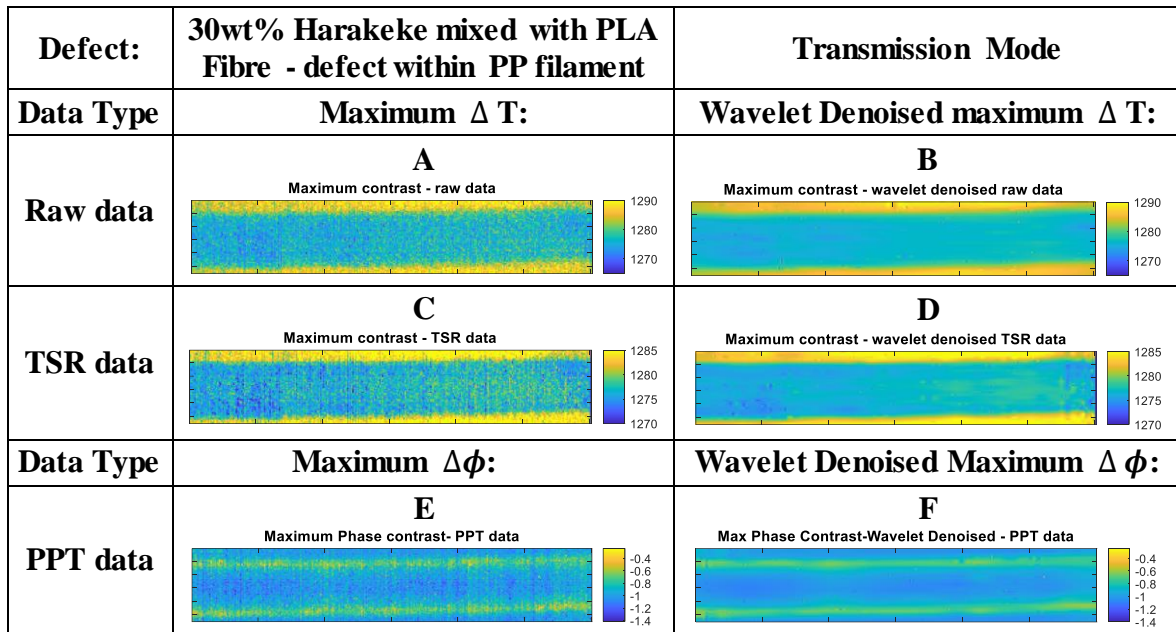 Defect:
30wt% Harakeke mixed with PLA
Fibre - defect within PP filament
Transmission Mode
Data Type
Maximum Δ T:
Wavelet Denoised maximum Δ T:
Raw data
A
Maximum contrast - raw data
1290
1280
1270
B
Maximum contrast - wavelet denoised raw data
1290
1280
1270
TSR data
C
Maximum contrast - TSR data
1285
1280
1275
1270
D
Maximum contrast - wavelet denoised TSR data
1285
1280
1275
1270
Data Type
Maximum Δϕ:
Wavelet Denoised Maximum Δ ϕ:
PPT data
E
Maximum Phase contrast- PPT data
-0.4
-0.6
-0.8
-1
-1.2
-1.4
F
Max Phase Contrast-Wavelet Denoised - PPT data
-0.4
-0.6
-0.8
-1
-1.2
-1.4